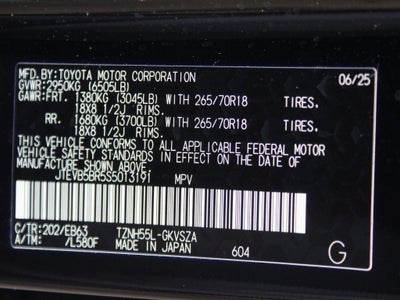 MFD.BY:TOYOTA MOTOR CORPORATION 06/25
GVWR:2950KG (6505LB)
GAWR:FRT. 1380KG (3045LB) WITH 265/70R18 TIRES.
18X8 1/2J RIMS.
RR. 1680KG (3700LB) WITH 265/70R18 TIRES.
18X8 1/2J RIMS.
THIS VEHICLE CONFORMS TO ALL APPLICABLE FEDERAL MOTOR
VEHICLE SAFETY STANDARDS IN EFFECT ON THE DATE OF
MANUFACTURE SHOWN ABOVE.
JTEVB5BR5S5013191 MPV
C/TR:202/EB63 TZNH55L-GKVSZA
A/TM: /L580F MADE IN JAPAN 604 G